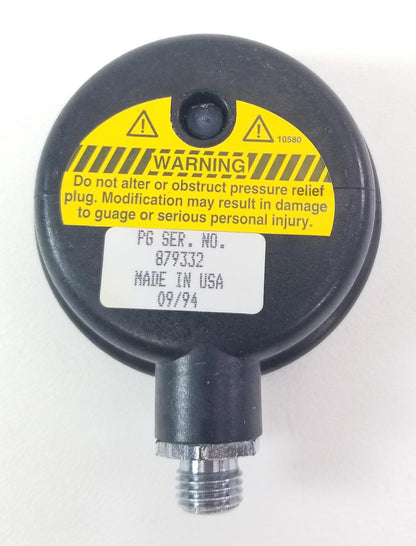 10580
WARNING
Do not alter or obstruct pressure relief
plug. Modification may result in damage
to guage or serious personal injury.
PG SER. NO.
879332
MADE IN USA
09/94